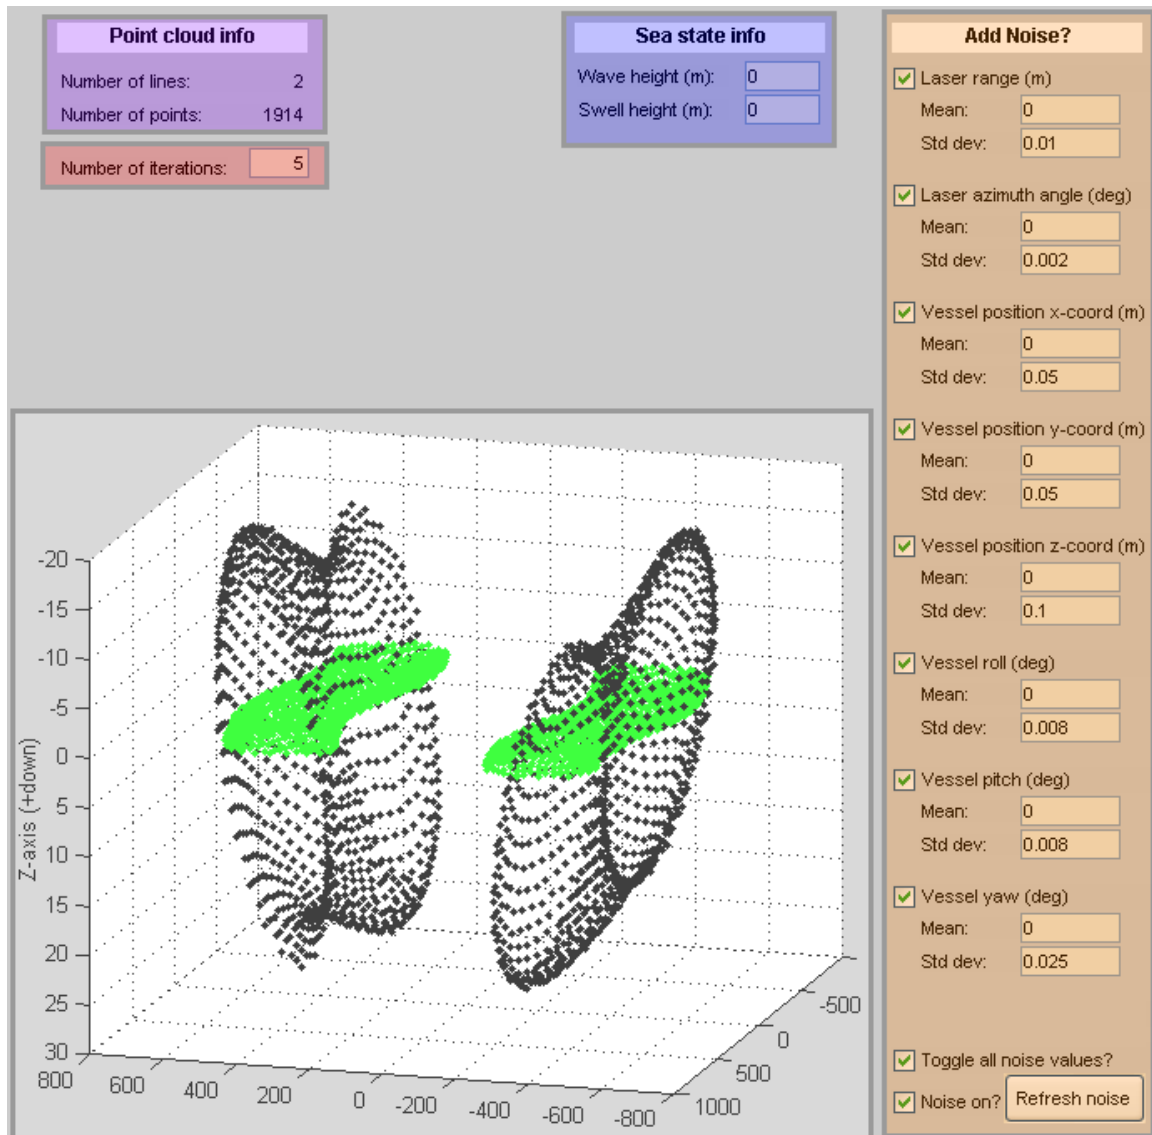 Point cloud info
Number of lines: 2
Number of points: 1914
Number of iterations: 5
Sea state info
Wave height (m): 0
Swell height (m): 0
Add Noise?
Laser range (m)
Mean: 0
Std dev: 0.01
Laser azimuth angle (deg)
Mean: 0
Std dev: 0.002
Vessel position x-coord (m)
Mean: 0
Std dev: 0.05
Vessel position y-coord (m)
Mean: 0
Std dev: 0.05
Vessel position z-coord (m)
Mean: 0
Std dev: 0.1
Vessel roll (deg)
Mean: 0
Std dev: 0.008
Vessel pitch (deg)
Mean: 0
Std dev: 0.008
Vessel yaw (deg)
Mean: 0
Std dev: 0.025
Toggle all noise values?
Noise on? Refresh noise
Z-axis (+down)
-20
-15
-10
-5
0
5
10
15
20
25
30
800 600 400 200 0 -200 -400 -600 -800
1000 500 0 -500